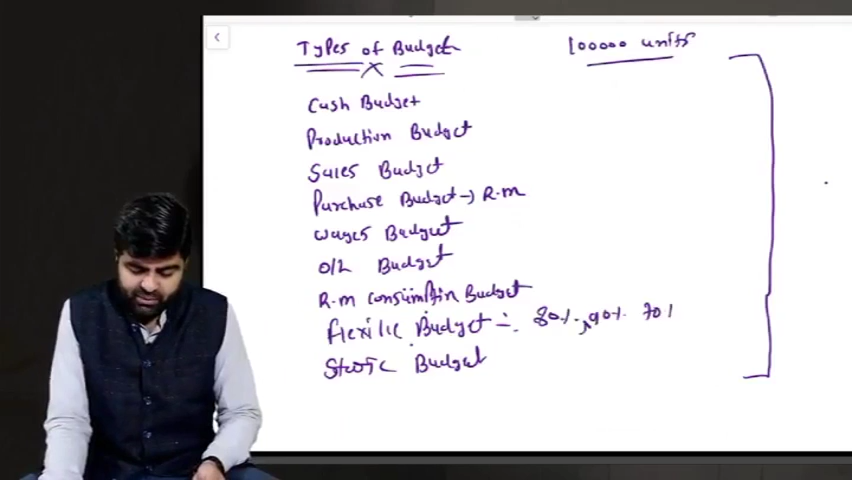 Types of Budget
100000 units
Cash Budget
Production Budget
Sales Budget
Purchase Budget → R.m
wages Budget
O/L Budget
R.m consumption Budget
flexible Budget - 80%, 90% 70%
Static Budget